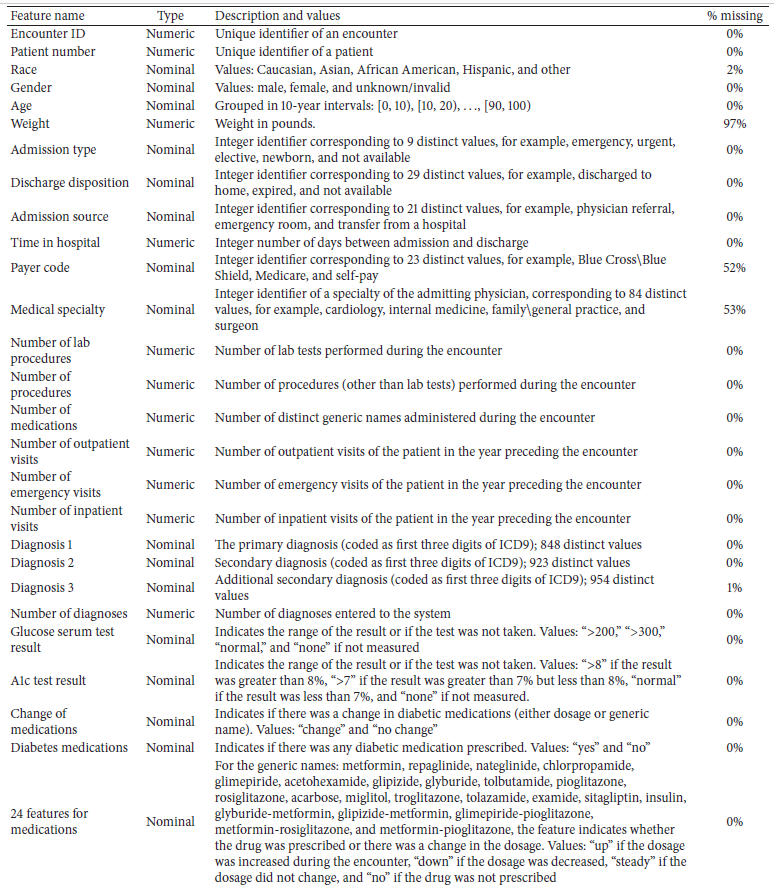 Feature name Type Description and values % missing
Encounter ID Numeric Unique identifier of an encounter 0%
Patient number Numeric Unique identifier of a patient 0%
Race Nominal Values: Caucasian, Asian, African American, Hispanic, and other 2%
Gender Nominal Values: male, female, and unknown/invalid 0%
Age Nominal Grouped in 10-year intervals: [0, 10), [10, 20), …, [90, 100) 0%
Weight Numeric Weight in pounds. 97%
Admission type Nominal Integer identifier corresponding to 9 distinct values, for example, emergency, urgent,
elective, newborn, and not available 0%
Discharge disposition Nominal Integer identifier corresponding to 29 distinct values, for example, discharged to
home, expired, and not available 0%
Admission source Nominal Integer identifier corresponding to 21 distinct values, for example, physician referral,
emergency room, and transfer from a hospital 0%
Time in hospital Numeric Integer number of days between admission and discharge 0%
Payer code Nominal Integer identifier corresponding to 23 distinct values, for example, Blue Cross\Blue
Shield, Medicare, and self-pay 52%
Medical specialty Nominal Integer identifier of a specialty of the admitting physician, corresponding to 84 distinct
values, for example, cardiology, internal medicine, family\general practice, and 53%
surgeon
Number of lab
procedures Numeric Number of lab tests performed during the encounter 0%
Number of
procedures Numeric Number of procedures (other than lab tests) performed during the encounter 0%
Number of
medications Numeric Number of distinct generic names administered during the encounter 0%
Number of outpatient
visits Numeric Number of outpatient visits of the patient in the year preceding the encounter 0%
Number of
emergency visits Numeric Number of emergency visits of the patient in the year preceding the encounter 0%
Number of inpatient
visits Numeric Number of inpatient visits of the patient in the year preceding the encounter 0%
Diagnosis 1 Nominal The primary diagnosis (coded as first three digits of ICD9); 848 distinct values 0%
Diagnosis 2 Nominal Secondary diagnosis (coded as first three digits of ICD9); 923 distinct values 0%
Diagnosis 3 Nominal Additional secondary diagnosis (coded as first three digits of ICD9); 954 distinct
values 1%
Number of diagnoses Numeric Number of diagnoses entered to the system 0%
Glucose serum test
result Nominal Indicates the range of the result or if the test was not taken. Values: “>200,” “>300,”
“normal,” and “none” if not measured 0%
A1c test result Nominal Indicates the range of the result or if the test was not taken. Values: “>8” if the result
was greater than 8%, “>7” if the result was greater than 7% but less than 8%, “normal” 0%
if the result was less than 7%, and “none” if not measured.
Change of
medications Nominal Indicates if there was a change in diabetic medications (either dosage or generic
name). Values: “change” and “no change” 0%
Diabetes medications Nominal Indicates if there was any diabetic medication prescribed. Values: “yes” and “no” 0%
24 features for
medications Nominal For the generic names: metformin, repaglinide, nateglinide, chlorpropamide,
glimepiride, acetohexamide, glipizide, glyburide, tolbutamide, pioglitazone,
rosiglitazone, acarbose, miglitol, troglitazone, tolazamide, examide, sitagliptin, insulin,
glyburide-metformin, glipizide-metformin, glimepiride-pioglitazone,
metformin-rosiglitazone, and metformin-pioglitazone, the feature indicates whether 0%
the drug was prescribed or there was a change in the dosage. Values: “up” if the dosage
was increased during the encounter, “down” if the dosage was decreased, “steady” if the
dosage did not change, and “no” if the drug was not prescribed